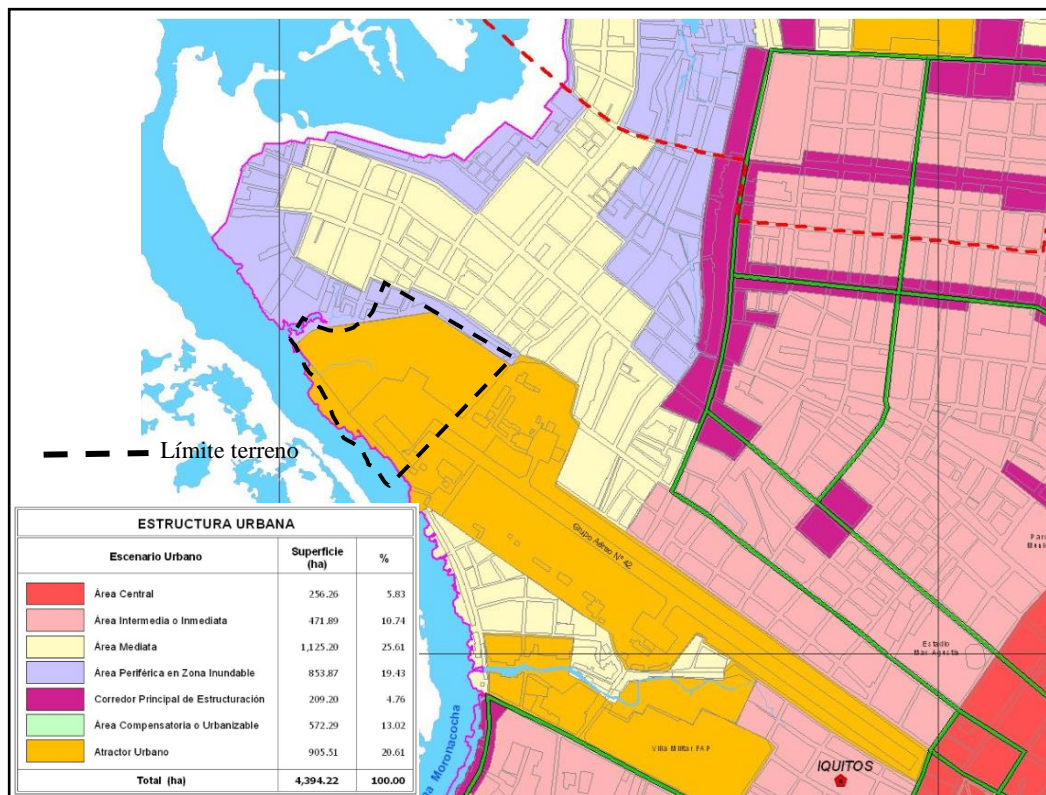 Límite terreno
ESTRUCTURA URBANA
Escenario Urbano Superficie (ha) %
Área Central 256.26 5.83
Área Intermedia o Inmediata 471.89 10.74
Área Mediata 1,125.20 25.61
Área Periférica en Zona Inundable 853.87 19.43
Corredor Principal de Estructuración 209.20 4.76
Área Compensatoria o Urbanizable 572.29 13.02
Atractor Urbano 905.51 20.61
Total (ha) 4,394.22 100.00
Grupo Aéreo N° 42
Estadio
Max Agustín
Villa Militar FAP
IQUITOS
Moronacocha